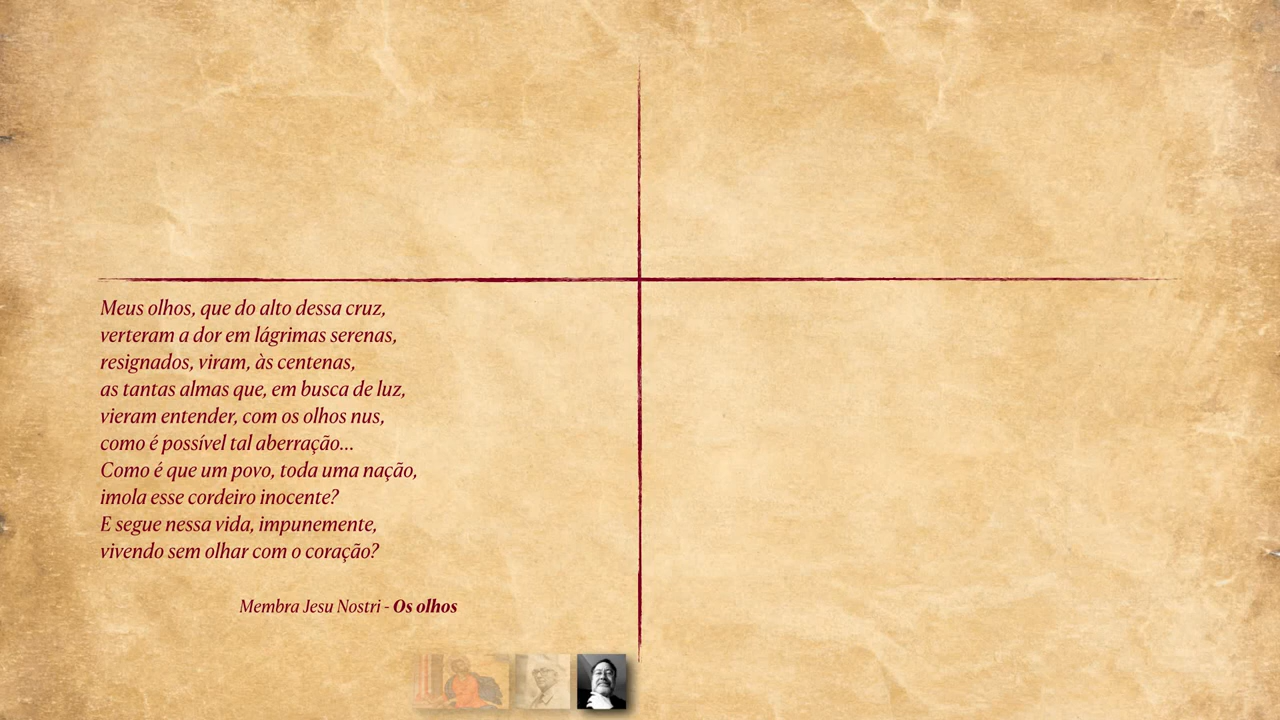 Meus olhos, que do alto dessa cruz,
verteram a dor em lágrimas serenas,
resignados, viram, às centenas,
as tantas almas que, em busca de luz,
vieram entender, com os olhos nus,
como é possível tal aberração...
Como é que um povo, toda uma nação,
imola esse cordeiro inocente?
E segue nessa vida, impunemente,
vivendo sem olhar com o coração?
Membra Jesu Nostri - Os olhos